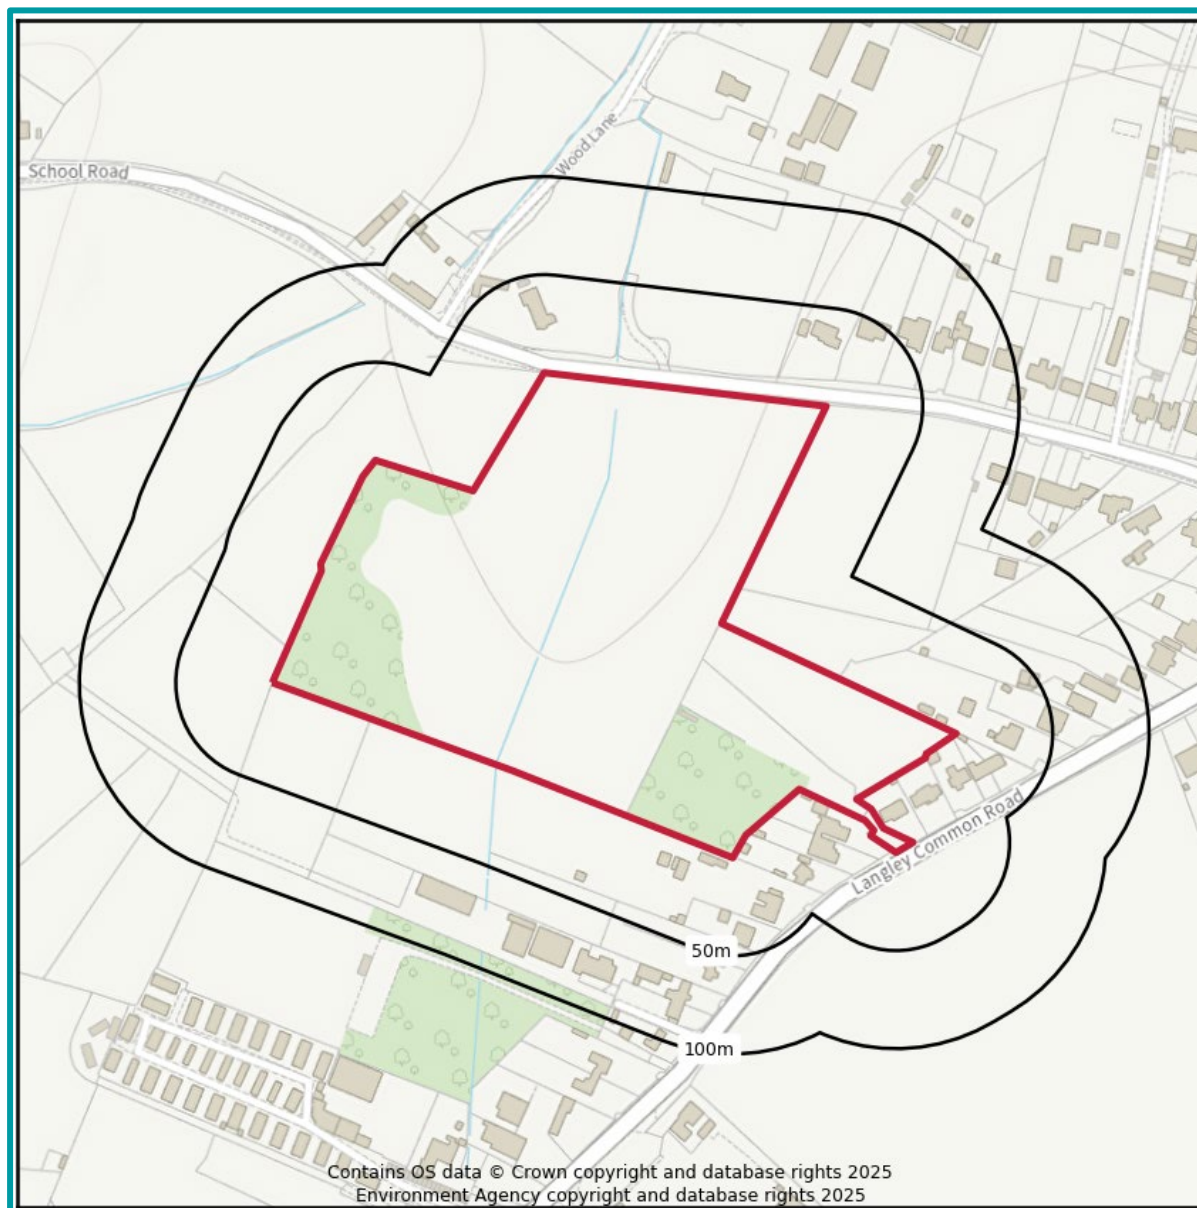 Wood Lane
School Road
Langley Common Road
50m
100m
Contains OS data © Crown copyright and database rights 2025
Environment Agency copyright and database rights 2025